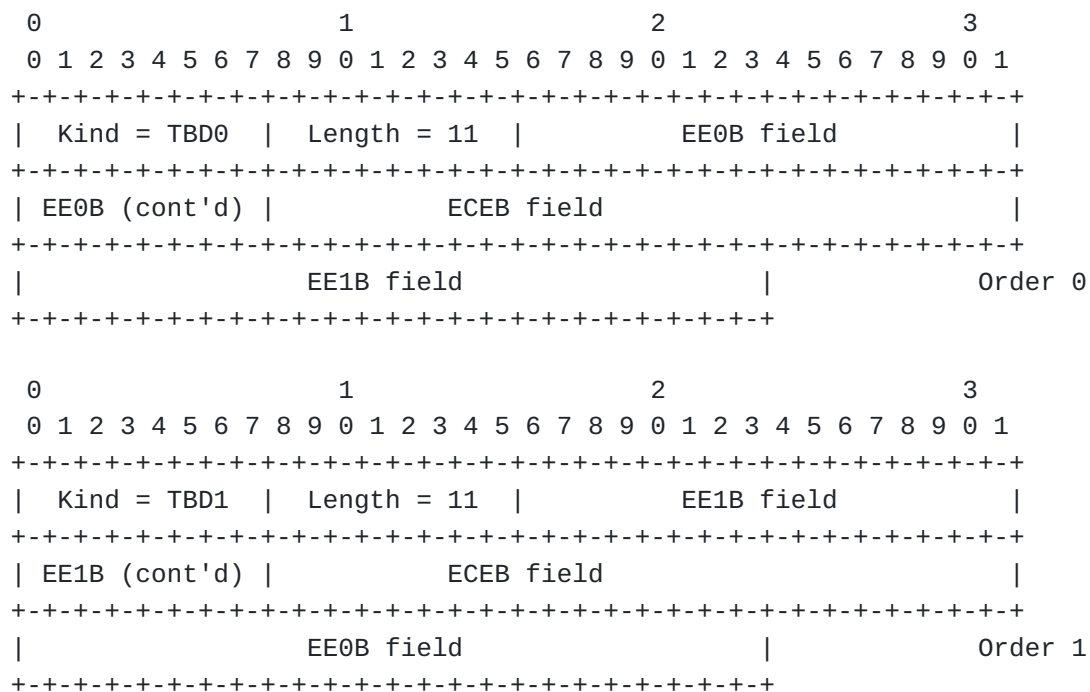 0                   1                   2                   3
 0 1 2 3 4 5 6 7 8 9 0 1 2 3 4 5 6 7 8 9 0 1 2 3 4 5 6 7 8 9 0 1
+-+-+-+-+-+-+-+-+-+-+-+-+-+-+-+-+-+-+-+-+-+-+-+-+-+-+-+-+-+-+-+-+
|  Kind = TBD0  |  Length = 11  |          EE0B field           |
+-+-+-+-+-+-+-+-+-+-+-+-+-+-+-+-+-+-+-+-+-+-+-+-+-+-+-+-+-+-+-+-+
| EE0B (cont'd) |           ECEB field                          |
+-+-+-+-+-+-+-+-+-+-+-+-+-+-+-+-+-+-+-+-+-+-+-+-+-+-+-+-+-+-+-+-+
|                  EE1B field                   |             Order 0
+-+-+-+-+-+-+-+-+-+-+-+-+-+-+-+-+-+-+-+-+-+-+-+-+

 0                   1                   2                   3
 0 1 2 3 4 5 6 7 8 9 0 1 2 3 4 5 6 7 8 9 0 1 2 3 4 5 6 7 8 9 0 1
+-+-+-+-+-+-+-+-+-+-+-+-+-+-+-+-+-+-+-+-+-+-+-+-+-+-+-+-+-+-+-+-+
|  Kind = TBD1  |  Length = 11  |          EE1B field           |
+-+-+-+-+-+-+-+-+-+-+-+-+-+-+-+-+-+-+-+-+-+-+-+-+-+-+-+-+-+-+-+-+
| EE1B (cont'd) |           ECEB field                          |
+-+-+-+-+-+-+-+-+-+-+-+-+-+-+-+-+-+-+-+-+-+-+-+-+-+-+-+-+-+-+-+-+
|                  EE0B field                   |             Order 1
+-+-+-+-+-+-+-+-+-+-+-+-+-+-+-+-+-+-+-+-+-+-+-+-+